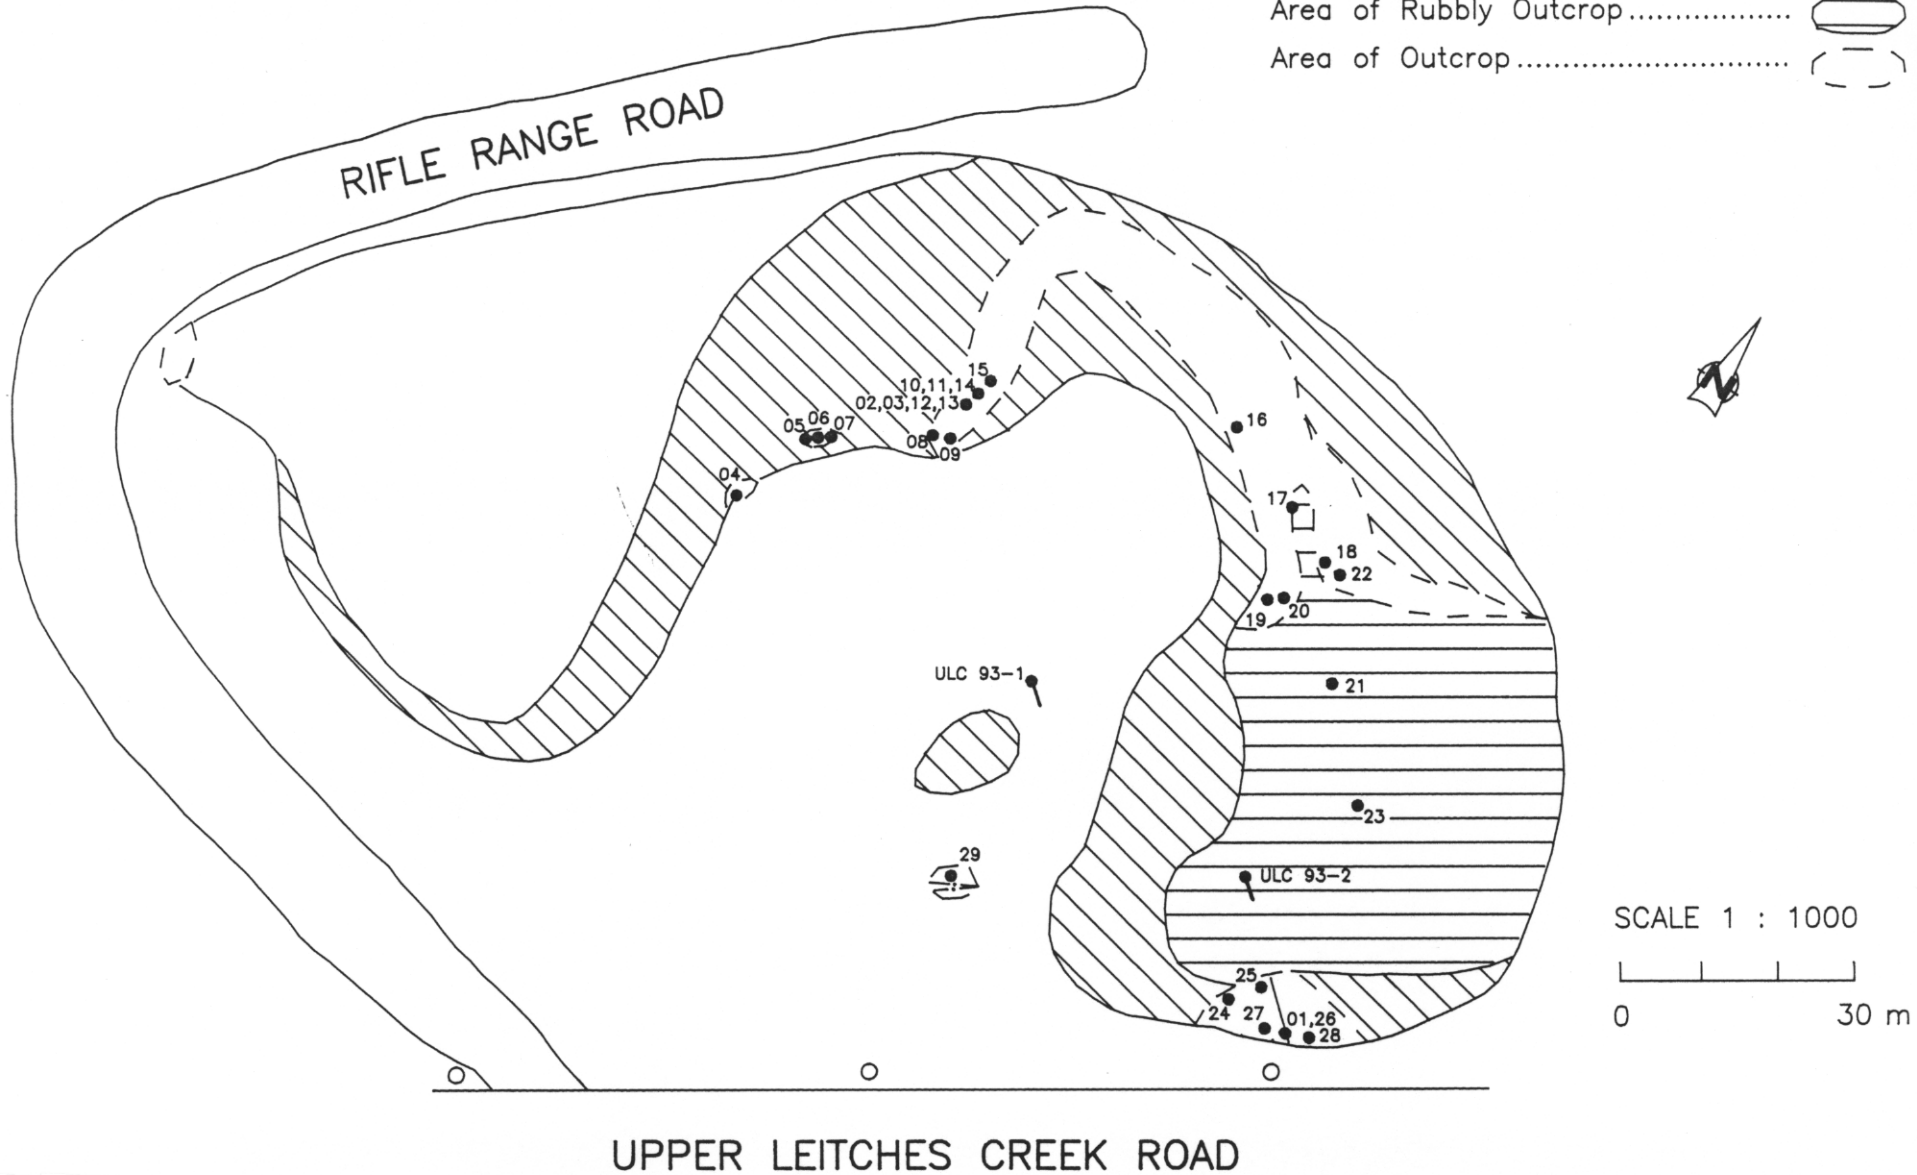 Area of Rubbly Outcrop..................
Area of Outcrop..............................
RIFLE RANGE ROAD
15
10,11,14
02,03,12,13
06
05 07
08
09
04
16
17
18
22
20
19
N
ULC 93-1
21
23
29
ULC 93-2
SCALE 1 : 1000
0 30 m
25
24 27 01,26
28
UPPER LEITCHES CREEK ROAD